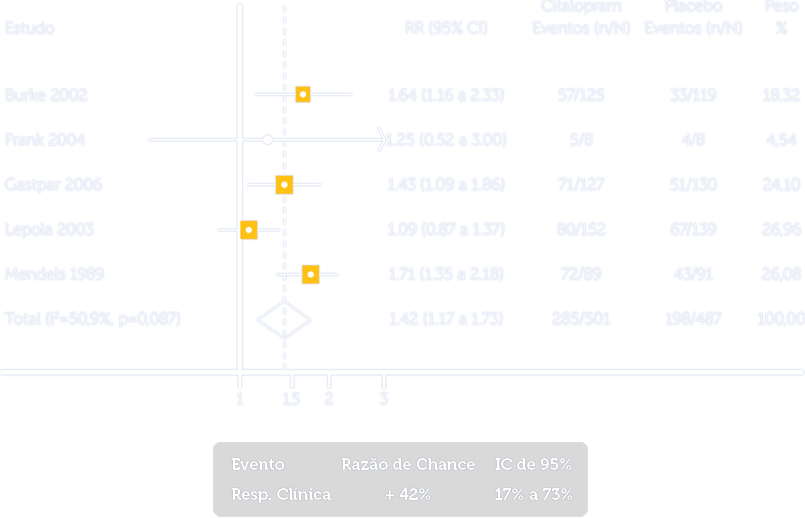 Citalopram Placebo Peso
Estudo RR (95% CI) Eventos (n/N) Eventos (n/N) %
Burke 2002 1.64 (1.16 a 2.33) 57/125 33/119 18,32
Frank 2004 1.25 (0.52 a 3.00) 5/8 4/8 4,54
Gastpar 2006 1.43 (1.09 a 1.86) 71/127 51/130 24,10
Lepola 2003 1.09 (0.87 a 1.37) 80/152 67/139 26,96
Mendels 1989 1.71 (1.35 a 2.18) 72/89 43/91 26,08
Total (I²=50,9%, p=0,087) 1.42 (1.17 a 1.73) 285/501 198/487 100,00
1 1,5 2 3
Evento Razão de Chance IC de 95%
Resp. Clínica + 42% 17% a 73%